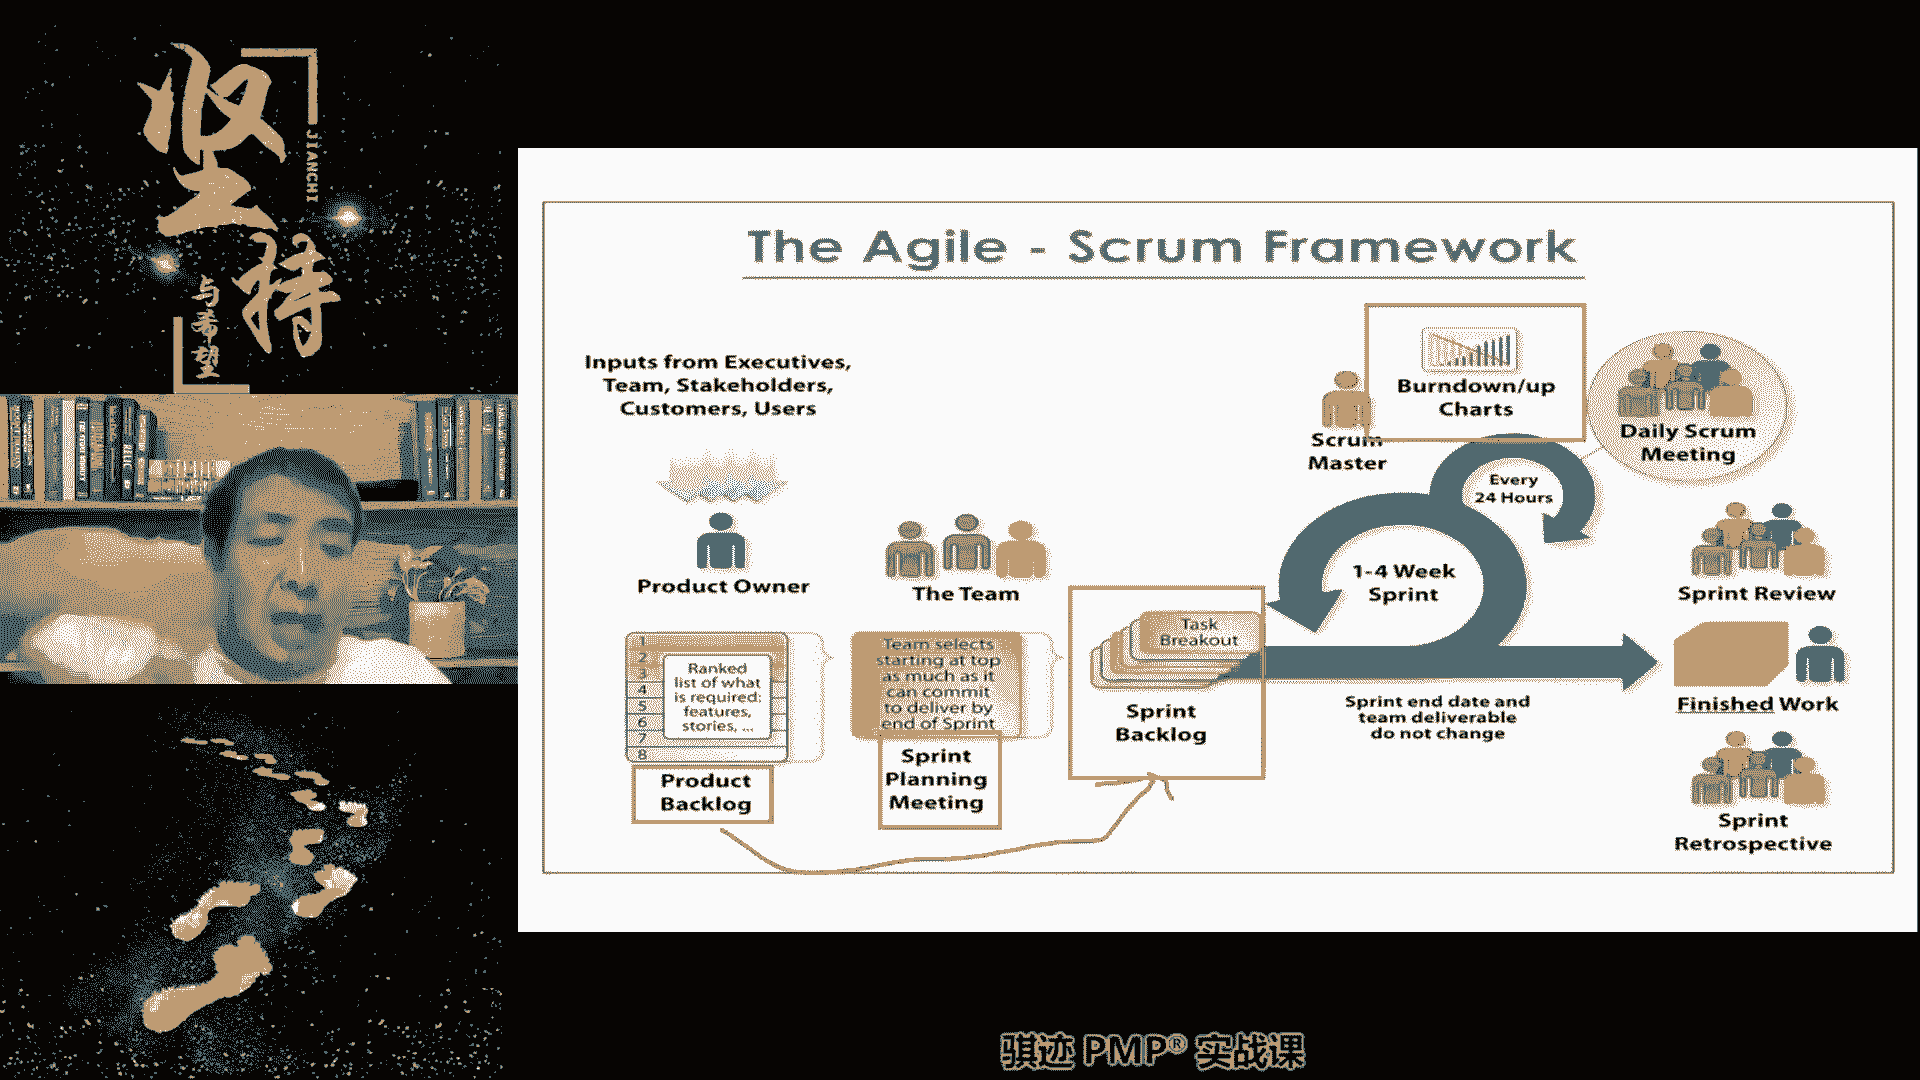 坚持
JIANCHI
与希望
The Agile - Scrum Framework
Inputs from Executives,
Team, Stakeholders,
Customers, Users
Product Owner
The Team
1
2
3
4
5
6
7
8
Ranked
list of what
is required:
features,
stories, ...
Product
Backlog
Team selects
starting at top
as much as it
can commit
to deliver by
end of Sprint
Sprint
Planning
Meeting
Task
Breakout
Sprint
Backlog
Scrum
Master
Burndown/up
Charts
Every
24 Hours
1-4 Week
Sprint
Sprint end date and
team deliverable
do not change
Daily Scrum
Meeting
Sprint Review
Finished Work
Sprint
Retrospective
骐迹 PMP® 实战课